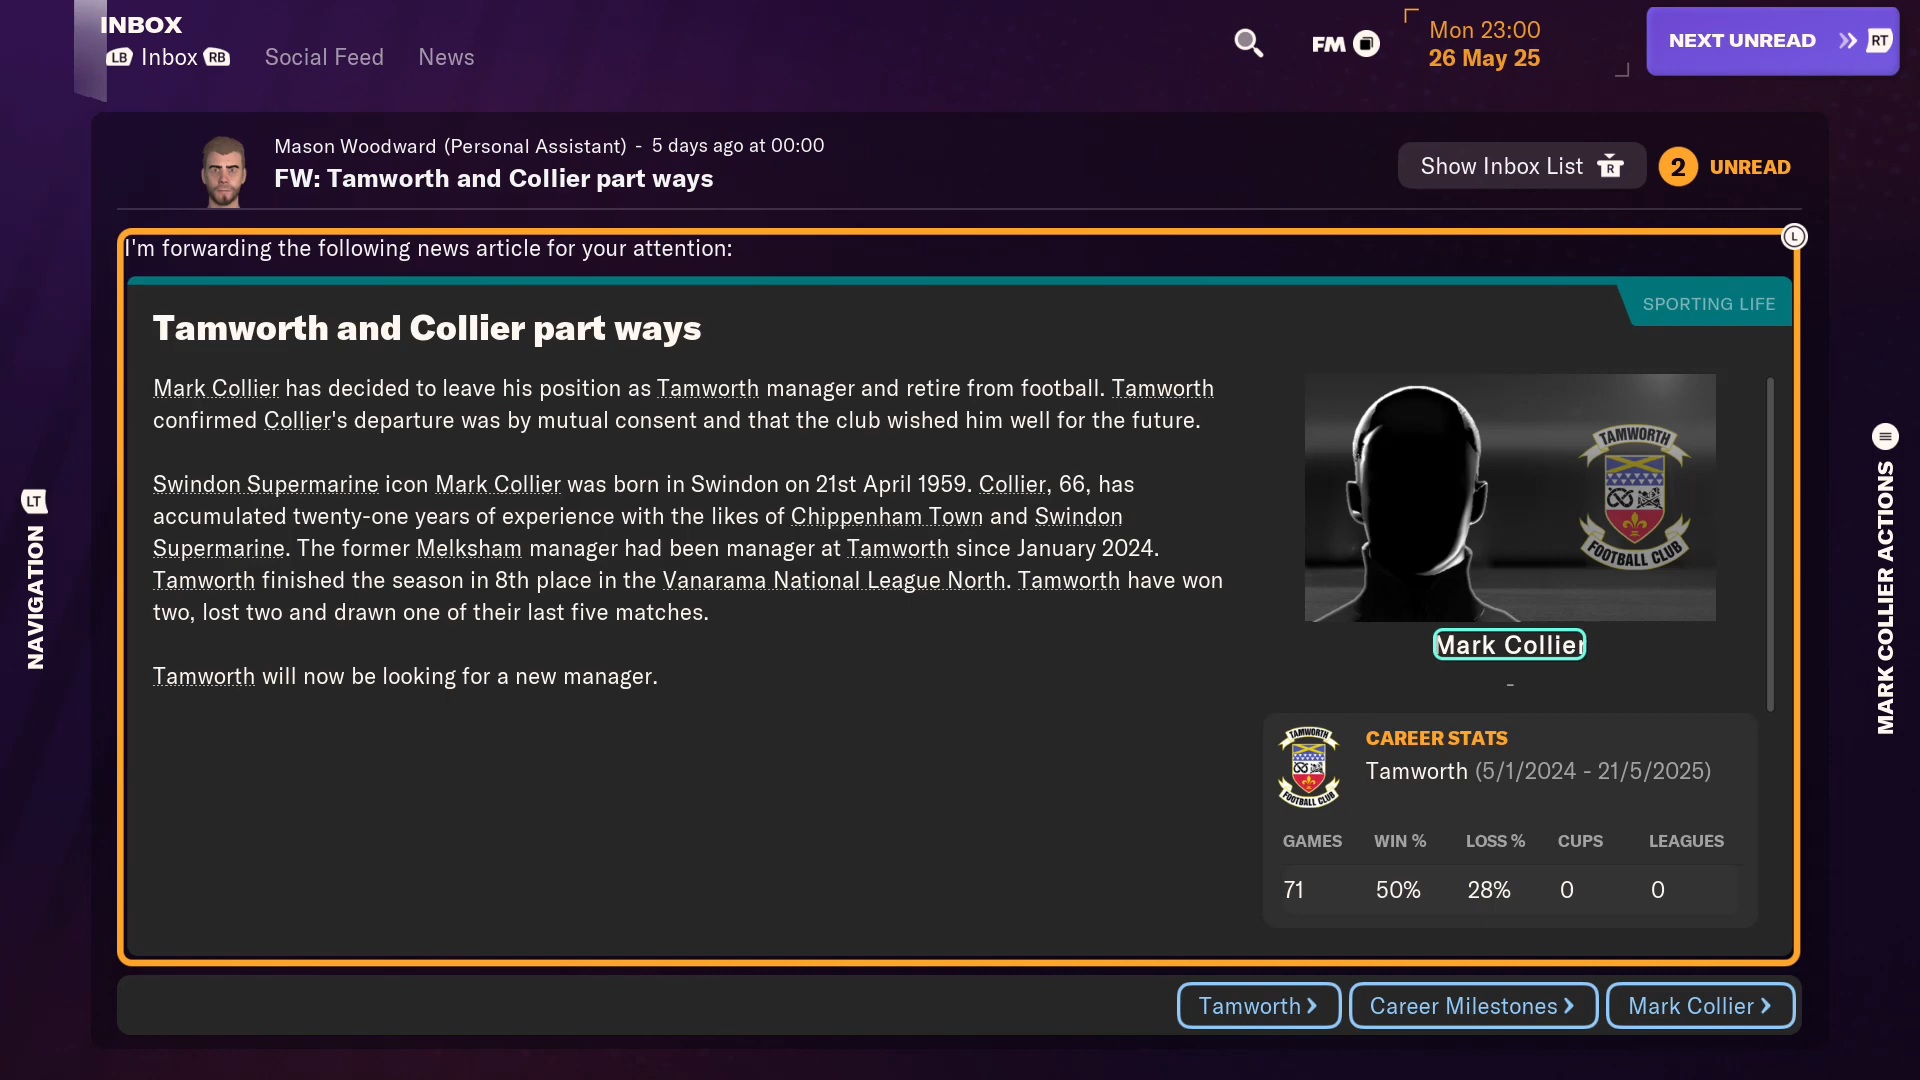 INBOX
LB Inbox RB Social Feed News
FM
Mon 23:00
26 May 25
NEXT UNREAD RT
Mason Woodward (Personal Assistant) - 5 days ago at 00:00
FW: Tamworth and Collier part ways
Show Inbox List R
2 UNREAD
I'm forwarding the following news article for your attention:
L
SPORTING LIFE
Tamworth and Collier part ways
Mark Collier has decided to leave his position as Tamworth manager and retire from football. Tamworth
confirmed Collier's departure was by mutual consent and that the club wished him well for the future.
Swindon Supermarine icon Mark Collier was born in Swindon on 21st April 1959. Collier, 66, has
accumulated twenty-one years of experience with the likes of Chippenham Town and Swindon
Supermarine. The former Melksham manager had been manager at Tamworth since January 2024.
Tamworth finished the season in 8th place in the Vanarama National League North. Tamworth have won
two, lost two and drawn one of their last five matches.
Tamworth will now be looking for a new manager.
TAMWORTH
FOOTBALL CLUB
Mark Collier
-
TAMWORTH
FOOTBALL CLUB
CAREER STATS
Tamworth (5/1/2024 - 21/5/2025)
GAMES WIN % LOSS % CUPS LEAGUES
71 50% 28% 0 0
Tamworth
Career Milestones
Mark Collier
LT
NAVIGATION
MARK COLLIER ACTIONS